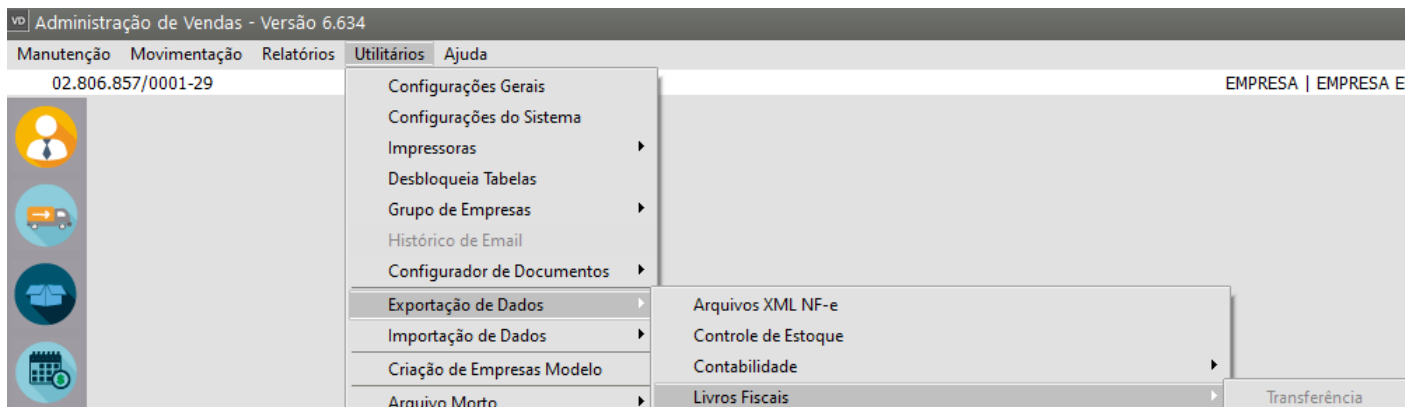 VD Administração de Vendas - Versão 6.634
Manutenção Movimentação Relatórios Utilitários Ajuda
02.806.857/0001-29 EMPRESA | EMPRESA E
Configurações Gerais
Configurações do Sistema
Impressoras
Desbloqueia Tabelas
Grupo de Empresas
Histórico de Email
Configurador de Documentos
Exportação de Dados Arquivos XML NF-e
Importação de Dados Controle de Estoque
Criação de Empresas Modelo Contabilidade
Arquivo Morto Livros Fiscais Transferência